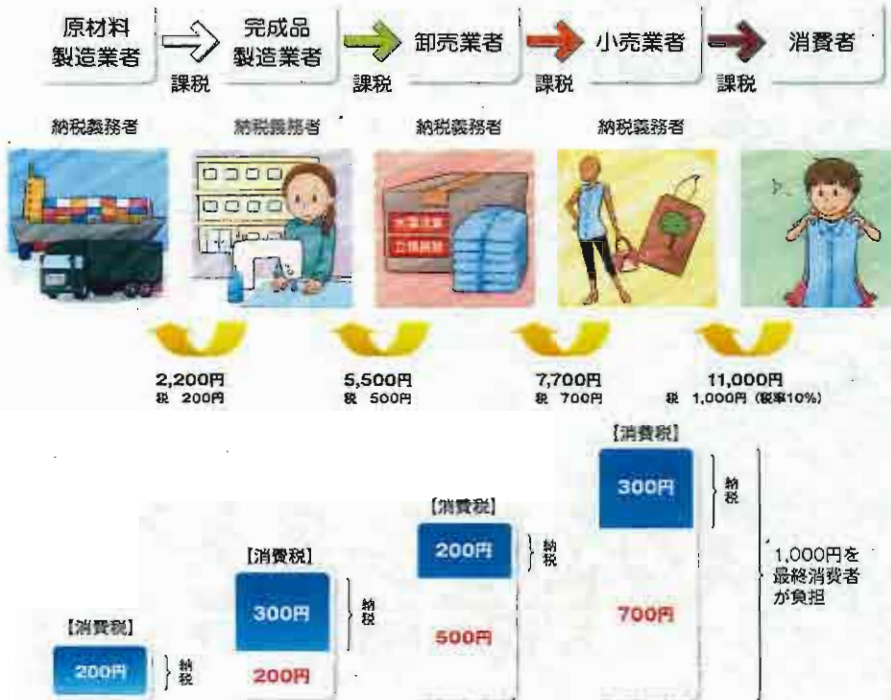 原材料
製造業者
完成品
製造業者
卸売業者
小売業者
消費者
課税
課税
課税
課税
納税義務者
納税義務者
納税義務者
納税義務者
2,200円
税 200円
5,500円
税 500円
7,700円
税 700円
11,000円
税 1,000円(税率10%)
【消費税】
200円
納税
【消費税】
300円
200円
納税
【消費税】
200円
500円
納税
【消費税】
300円
700円
納税
1,000円を
最終消費者
が負担